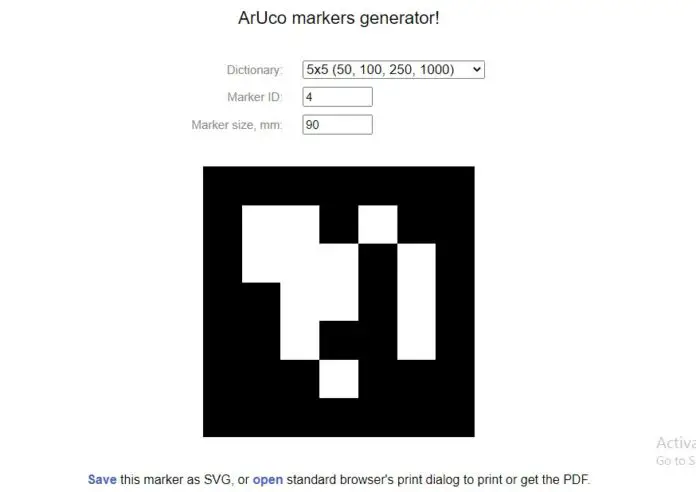 ArUco markers generator!
Dictionary: 5x5 (50, 100, 250, 1000)
Marker ID: 4
Marker size, mm: 90
Save this marker as SVG, or open standard browser's print dialog to print or get the PDF.
Go to